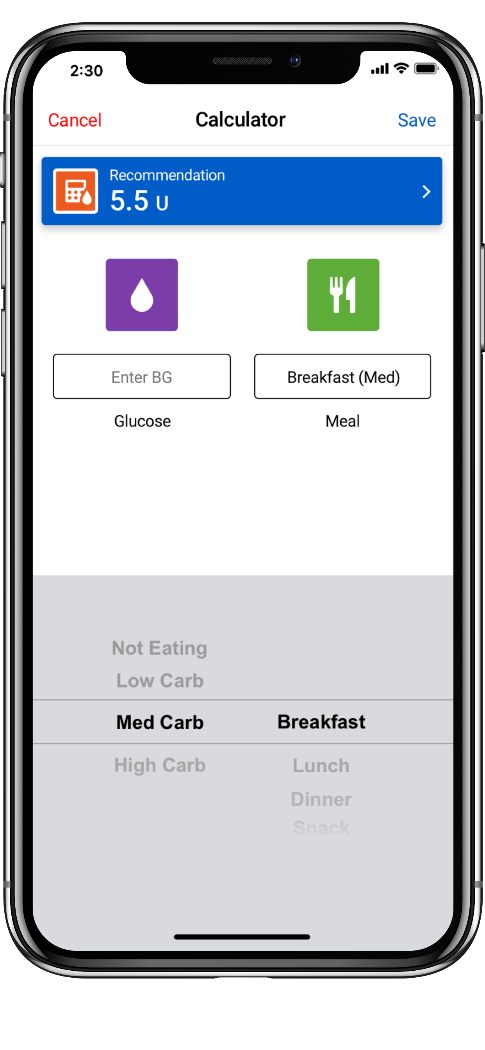 2:30
Cancel Calculator Save
Recommendation
5.5 U
Enter BG Breakfast (Med)
Glucose Meal
Not Eating
Low Carb
Med Carb Breakfast
High Carb Lunch
Dinner
Snack